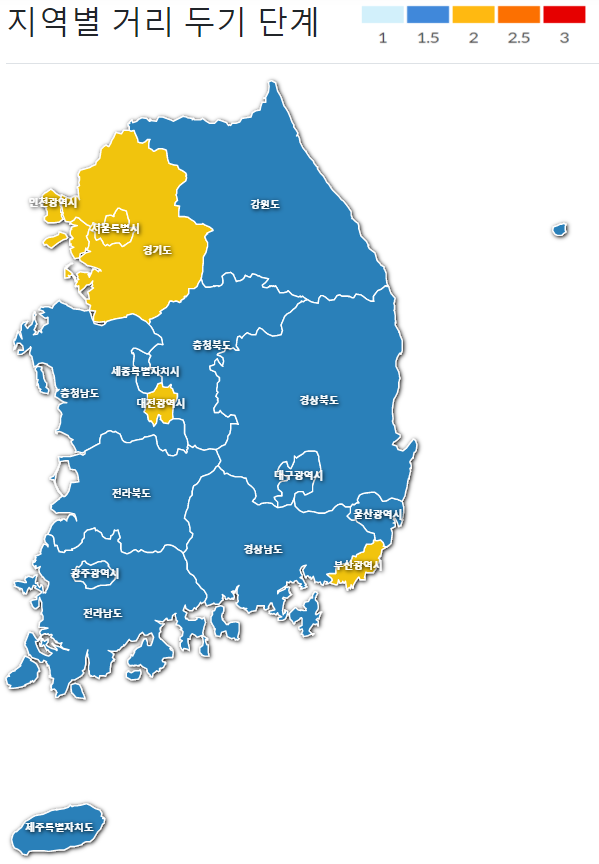 지역별 거리 두기 단계
1 1.5 2 2.5 3
강원도
인천광역시
서울특별시
경기도
충청북도
세종특별자치시
충청남도
대전광역시
경상북도
대구광역시
전라북도
울산광역시
경상남도
부산광역시
광주광역시
전라남도
제주특별자치도